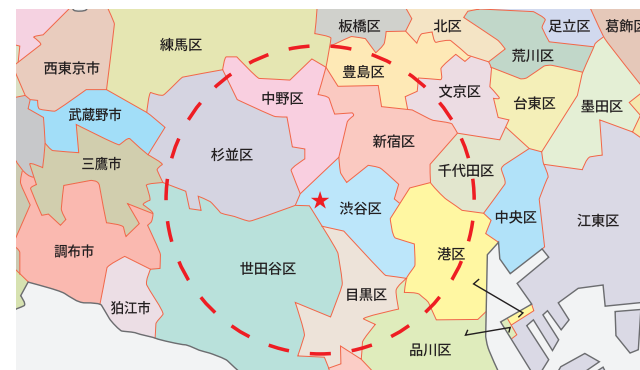 板橋区
北区
足立区
葛飾区
練馬区
荒川区
西東京市
豊島区
文京区
中野区
台東区
墨田区
武蔵野市
新宿区
杉並区
三鷹市
千代田区
渋谷区
中央区
江東区
調布市
港区
世田谷区
目黒区
狛江市
品川区